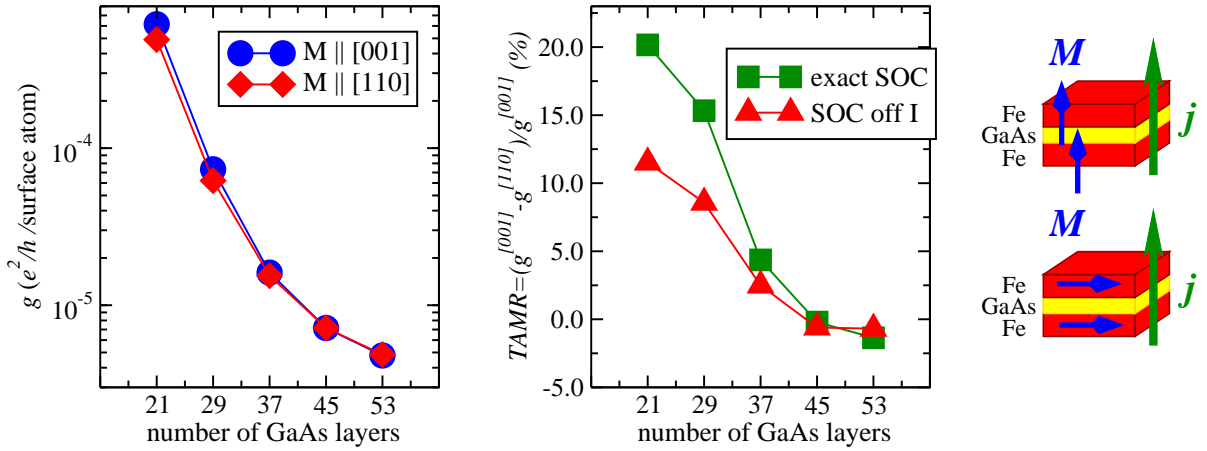 g (e^2/h /surface atom)
10^-4
10^-5
M || [001]
M || [110]
21 29 37 45 53
number of GaAs layers
TAMR=(g^[001]-g^[110])/g^[001] (%)
20.0
15.0
10.0
5.0
0.0
-5.0
exact SOC
SOC off I
21 29 37 45 53
number of GaAs layers
M
Fe
GaAs
Fe
j
M
Fe
GaAs
Fe
j